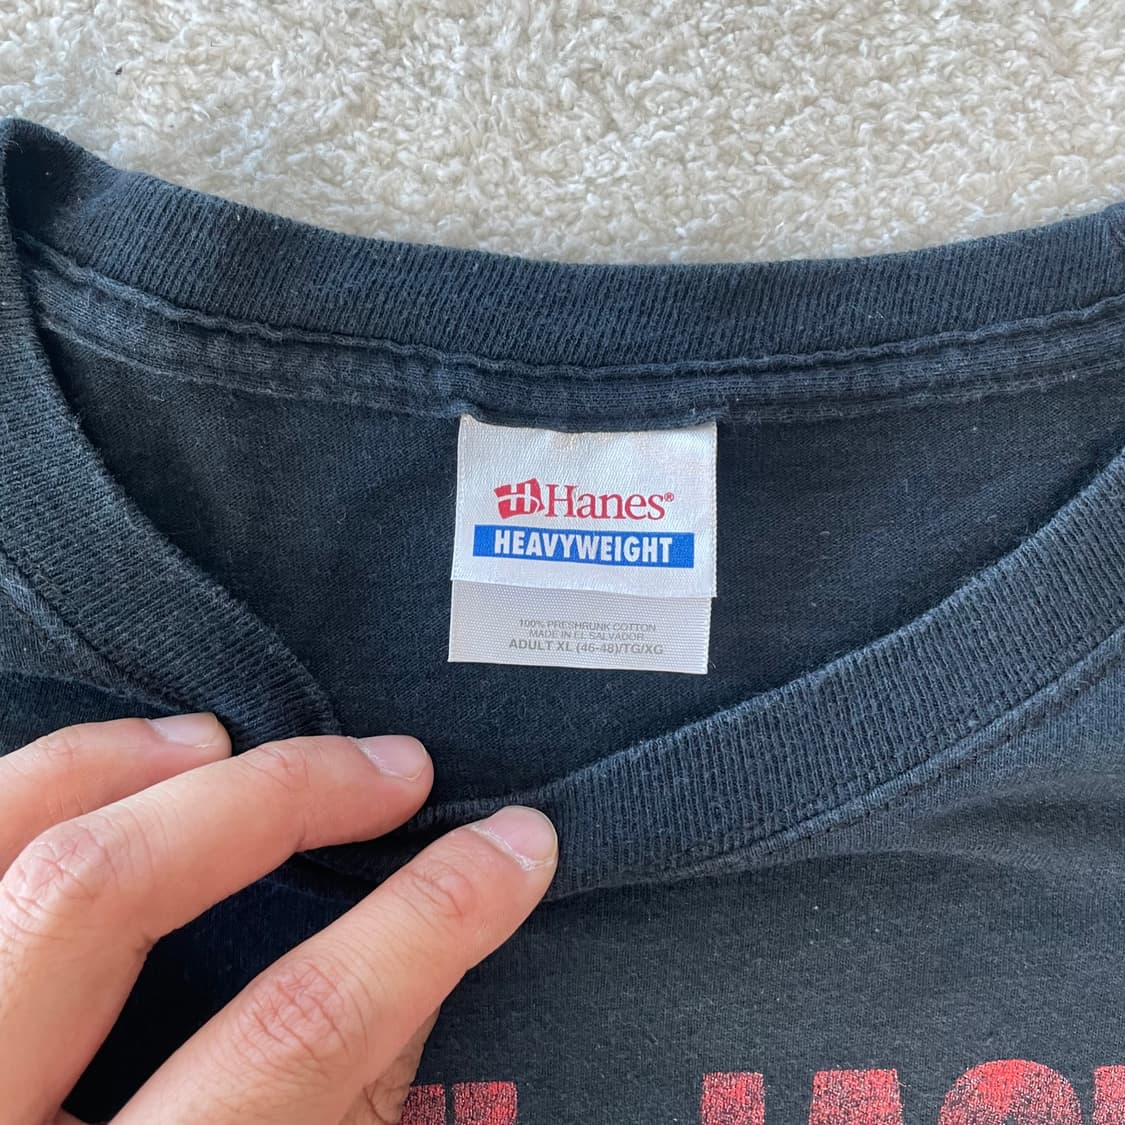 Hanes®
HEAVYWEIGHT
100% PRESHRUNK COTTON
MADE IN EL SALVADOR
ADULT XL (46-48)/TG/XG